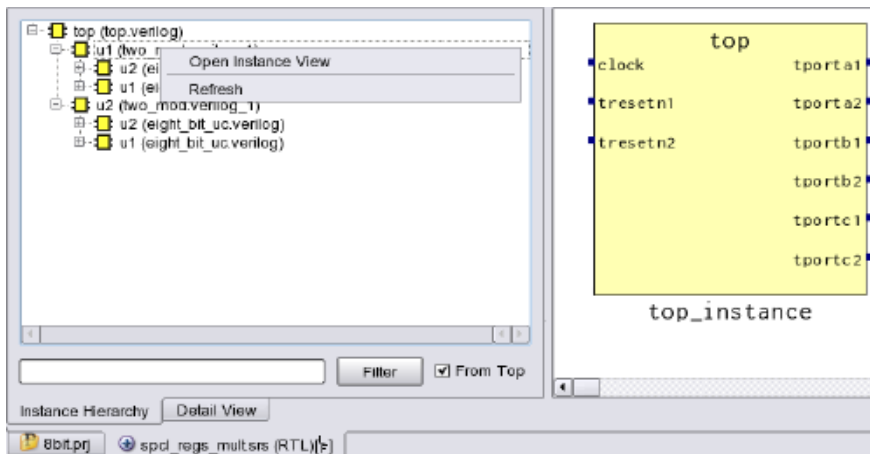 top (top.verilog)
u1 (two_
Open Instance View
u2 (ei
Refresh
u1 (ei
u2 (two_mod.verilog_1)
u2 (eight_bit_uc.verilog)
u1 (eight_bit_uc.verilog)
Filter
From Top
Instance Hierarchy
Detail View
8bit.prj
spcl_regs_mult.srs (RTL)
top
clock
tporta1
tresetn1
tporta2
tresetn2
tportb1
tportb2
tportc1
tportc2
top_instance